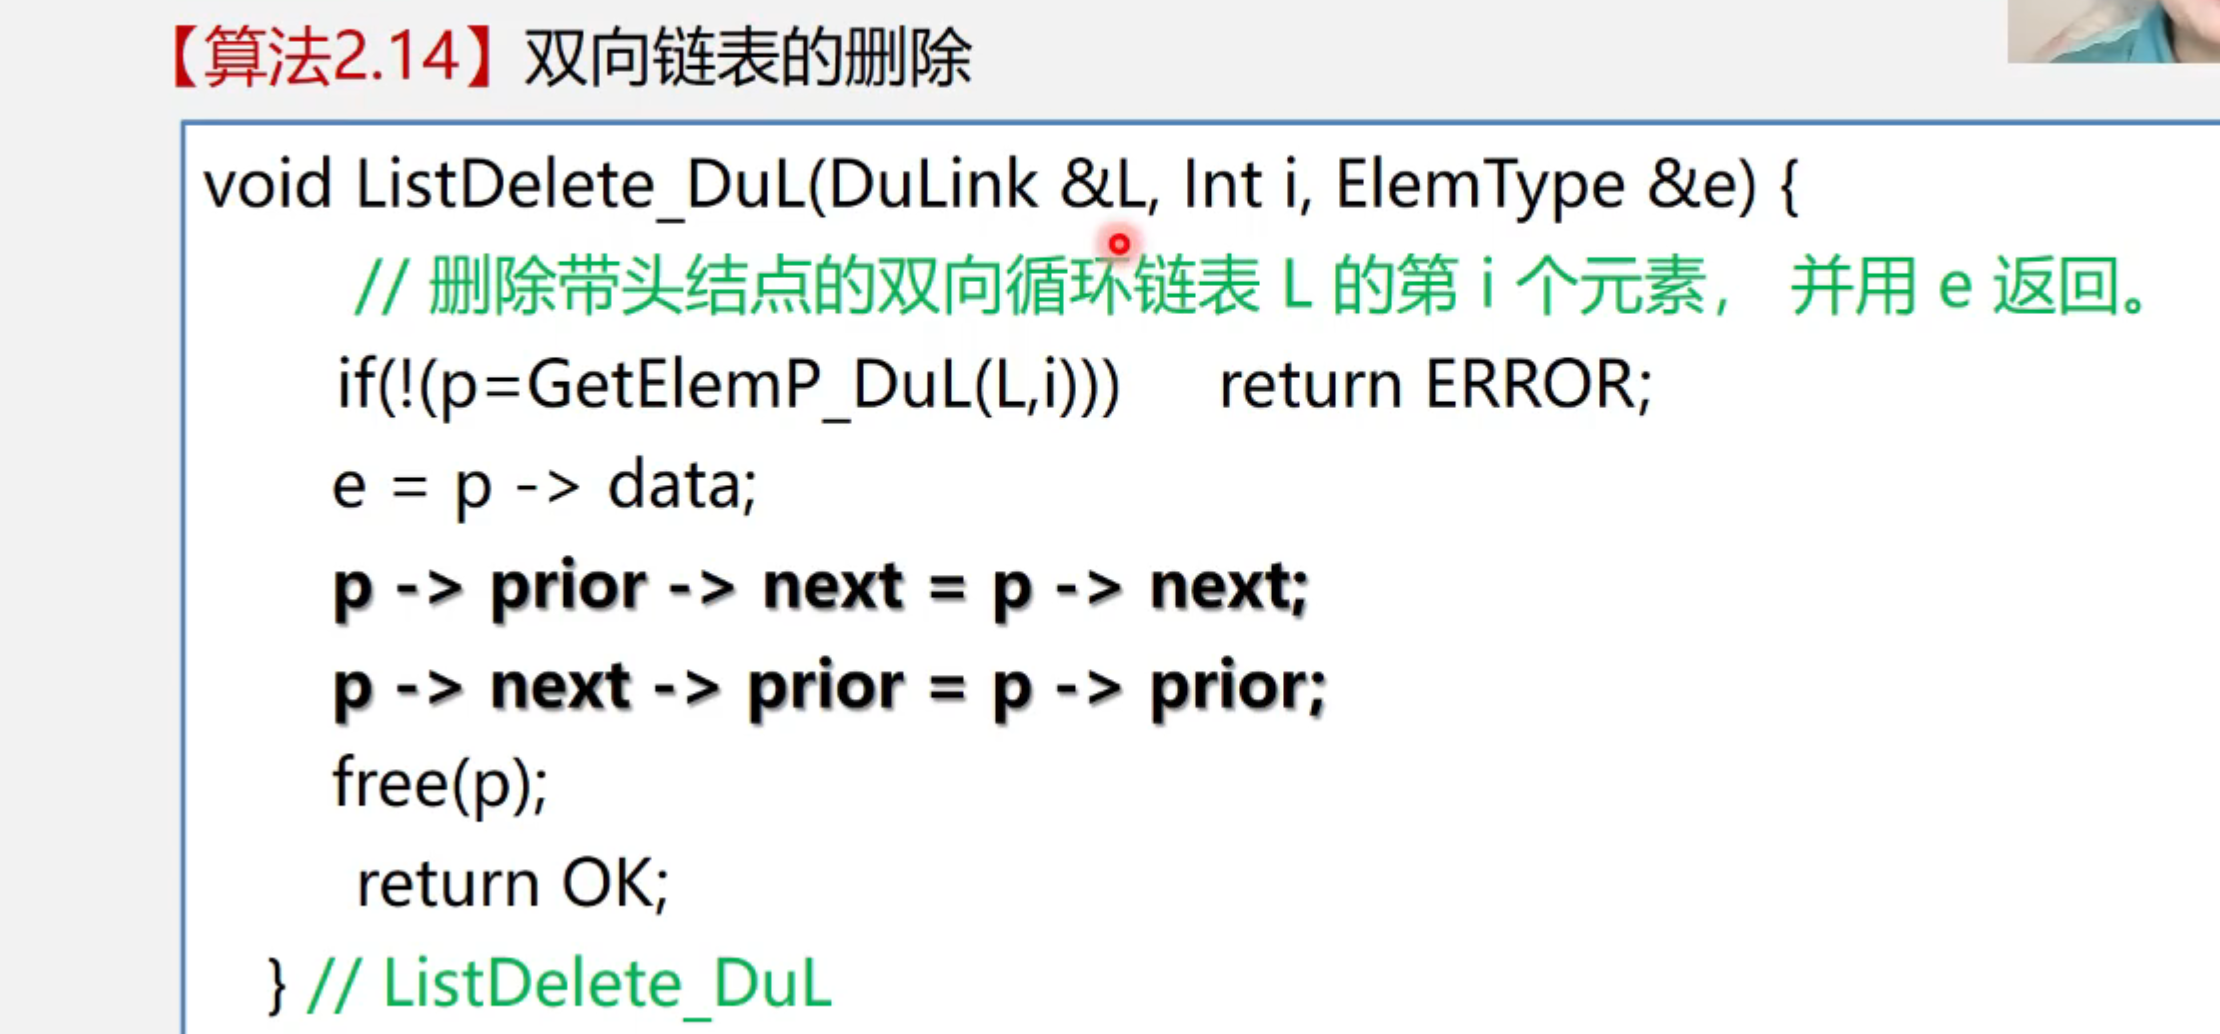 【算法2.14】双向链表的删除
void ListDelete_DuL(DuLink &L, Int i, ElemType &e) {
// 删除带头结点的双向循环链表 L 的第 i 个元素， 并用 e 返回。
if(!(p=GetElemP_DuL(L,i))) return ERROR;
e = p -> data;
p -> prior -> next = p -> next;
p -> next -> prior = p -> prior;
free(p);
return OK;
} // ListDelete_DuL